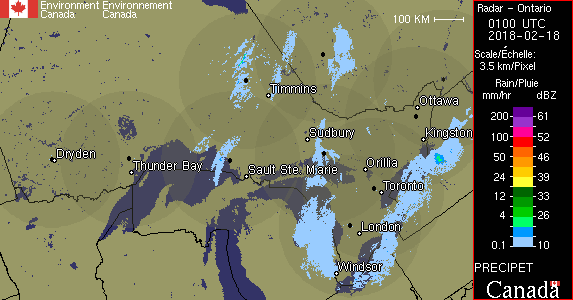 Environment Environnement
Canada Canada
100 KM
Timmins
Ottawa
Sudbury
Kingston
Dryden
Thunder Bay
Sault Ste. Marie
Orillia
Toronto
London
Windsor
Radar - Ontario
0100 UTC
2018-02-18
Scale/Échelle:
3.5 km/Pixel
Rain/Pluie
mm/hr dBZ
200 61
100 52
50 46
24 39
12 33
4 26
0.1 10
PRECIPET
Canada